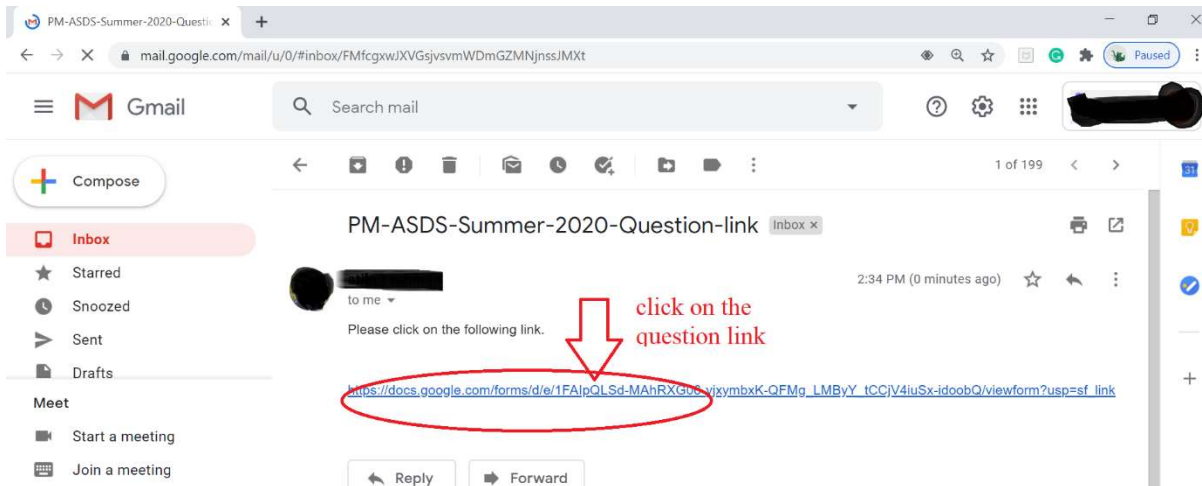 PM-ASDS-Summer-2020-Questic
mail.google.com/mail/u/0/#inbox/FMfcgxwJXVGsjvsvmWDmGZMNjnssJMXt
Paused
Gmail
Search mail
Compose
1 of 199
31
PM-ASDS-Summer-2020-Question-link Inbox x
Inbox
Starred
2:34 PM (0 minutes ago)
to me
Snoozed
click on the
question link
Please click on the following link.
Sent
Drafts
https://docs.google.com/forms/d/e/1FAIpQLSd-MAhRXG06-vjxymbxK-QFMg_LMByY_tCCjV4iuSx-idoobQ/viewform?usp=sf_link
Meet
Start a meeting
Join a meeting
Reply
Forward